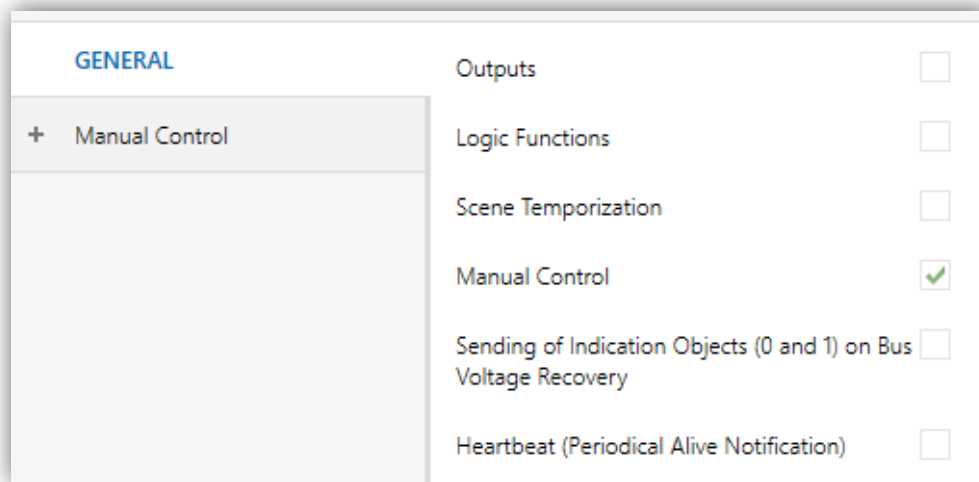 GENERAL
+ Manual Control
Outputs
Logic Functions
Scene Temporization
Manual Control
Sending of Indication Objects (0 and 1) on Bus
Voltage Recovery
Heartbeat (Periodical Alive Notification)